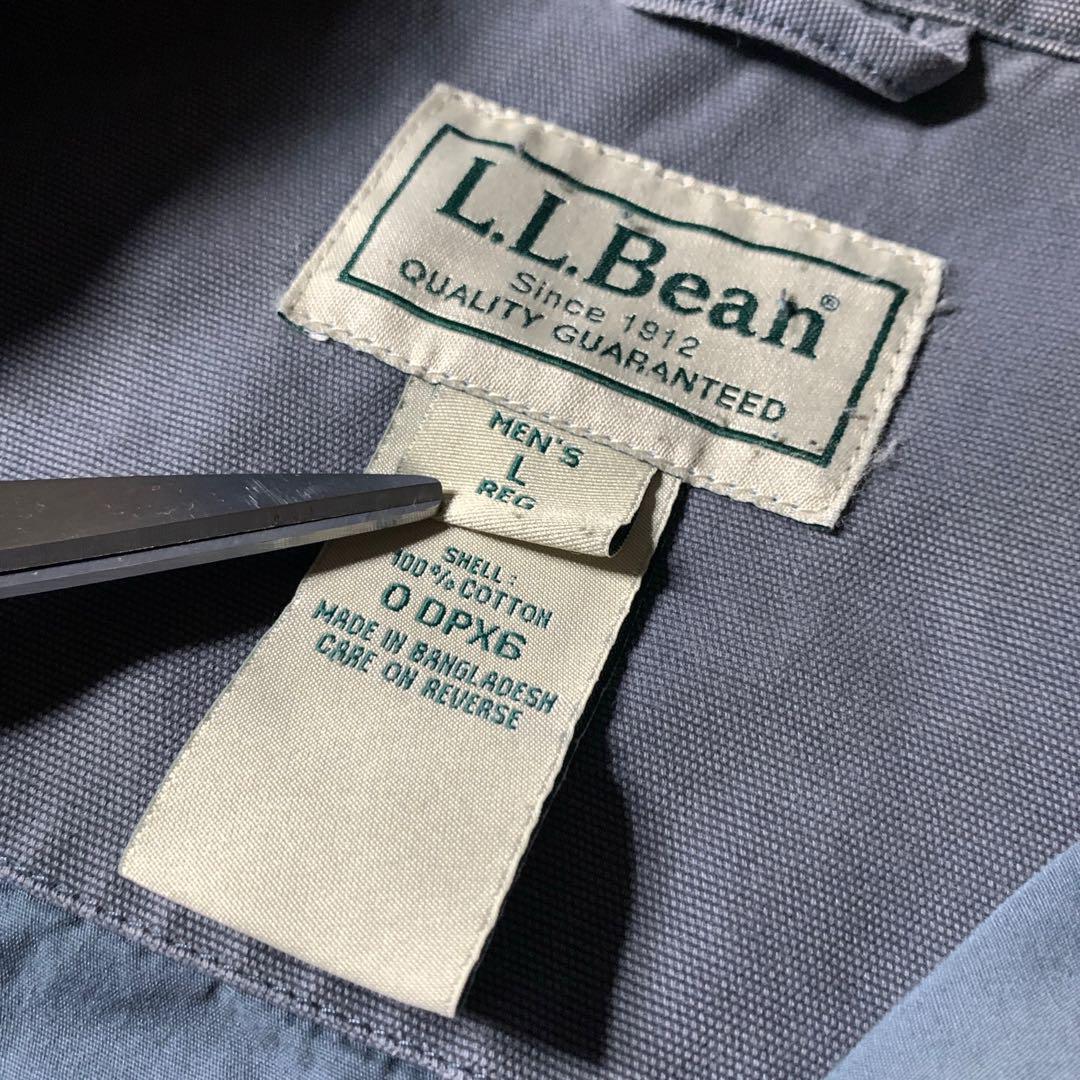 L.L.Bean®
Since 1912
QUALITY GUARANTEED
MEN'S
L
REG
SHELL:
100% COTTON
0 DPX6
MADE IN BANGLADESH
CARE ON REVERSE